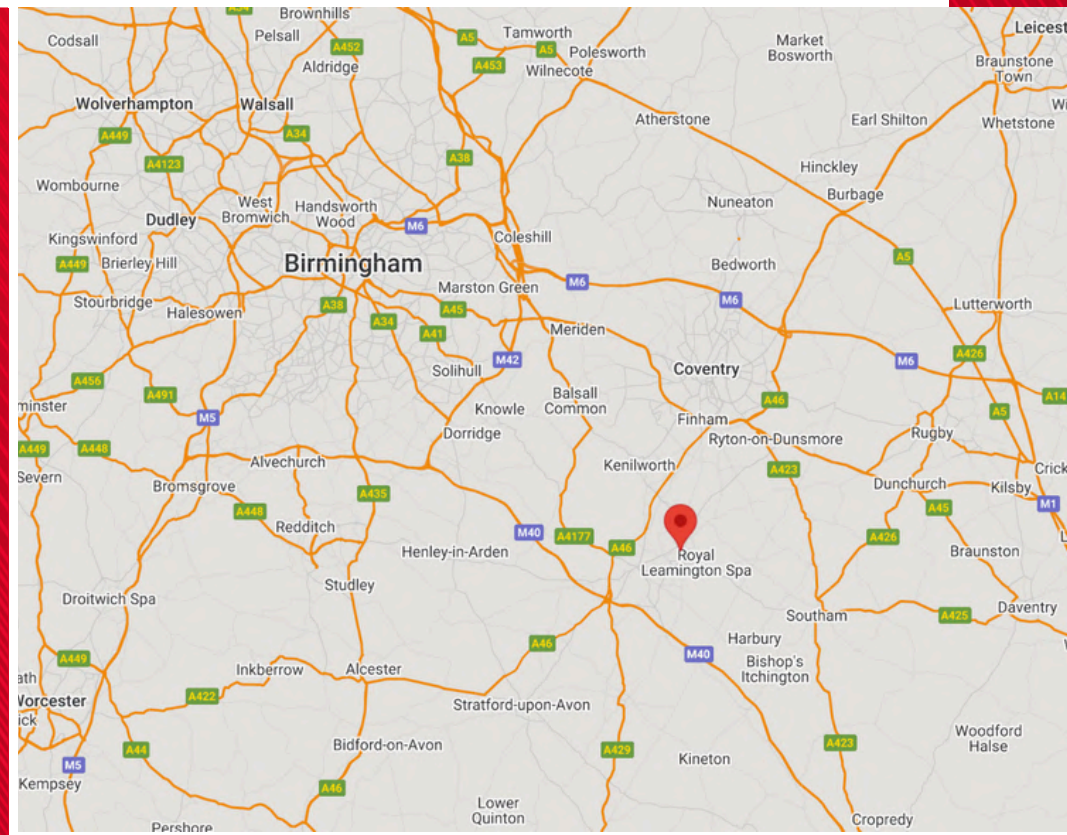 A34
Brownhills
Codsall
Pelsall
A452
A5
Tamworth
A5
Polesworth
Market
Bosworth
Leicest
Aldridge
A453
Wilnecote
Braunstone
Town
Wolverhampton
Walsall
A449
A34
Atherstone
Earl Shilton
Whetstone
A4123
A38
Hinckley
Wombourne
West
Bromwich
Handsworth
Wood
Nuneaton
Burbage
Dudley
M6
Kingswinford
Coleshill
A449
Brierley Hill
Birmingham
Bedworth
A5
Marston Green
M6
M6
Stourbridge
Halesowen
A38
A34
A45
A41
Meriden
Lutterworth
M42
Coventry
M6
A426
Solihull
A456
A491
Balsall
Common
A46
A14
minster
M5
Knowle
Finham
A5
Dorridge
Ryton-on-Dunsmore
Rugby
A449
A448
Alvechurch
Kenilworth
A423
Crick
Severn
Bromsgrove
A435
Dunchurch
Kilsby
A448
Redditch
M40
A4177
A46
A45
M1
Henley-in-Arden
Royal
Leamington Spa
A426
Braunston
Studley
Droitwich Spa
Southam
A425
Daventry
A46
Harbury
M40
A449
Inkberrow
Alcester
Bishop's
Itchington
A422
Worcester
Stratford-upon-Avon
Woodford
Halse
A44
Bidford-on-Avon
A429
A423
M5
Kineton
Kempsey
A46
Lower
Quinton
Pershore
Cropredy